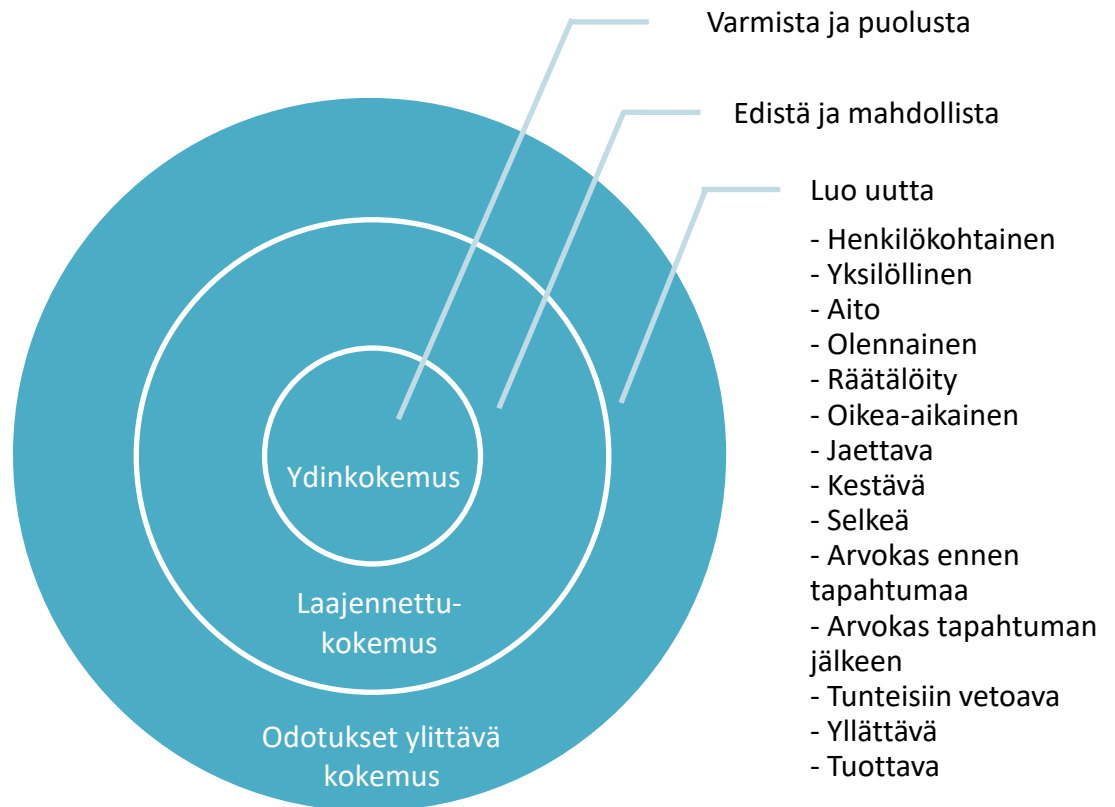 Varmista ja puolusta
Edistä ja mahdollista
Luo uutta
- Henkilökohtainen
- Yksilöllinen
- Aito
- Olennainen
- Räätälöity
- Oikea-aikainen
- Jaettava
- Kestävä
- Selkeä
- Arvokas ennen
tapahtumaa
- Arvokas tapahtuman
jälkeen
- Tunteisiin vetoava
- Yllättävä
- Tuottava
Ydinkokemus
Laajennettu-
kokemus
Odotukset ylittävä
kokemus